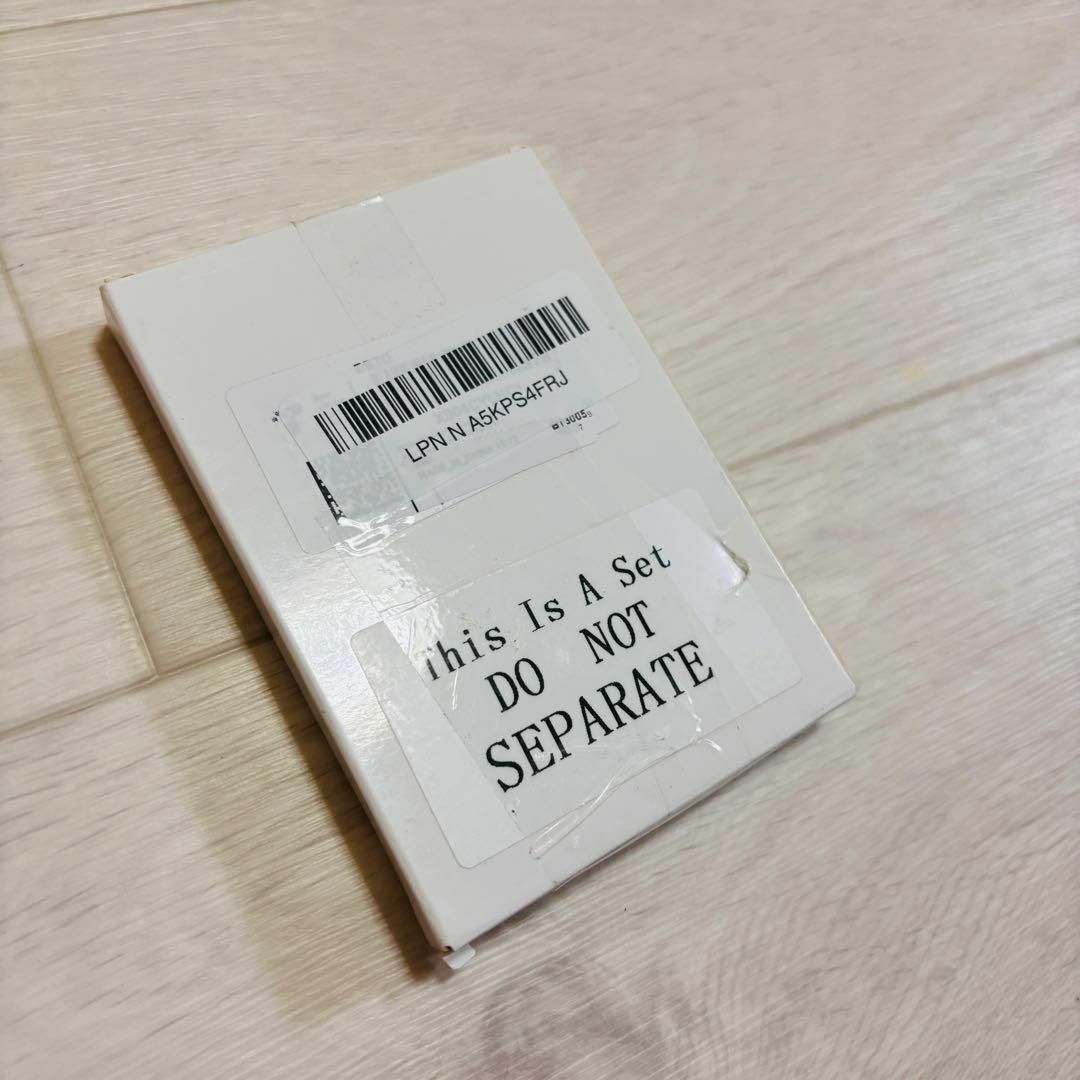 LPN N A5KPS4FRJ
This Is A Set
DO NOT
SEPARATE